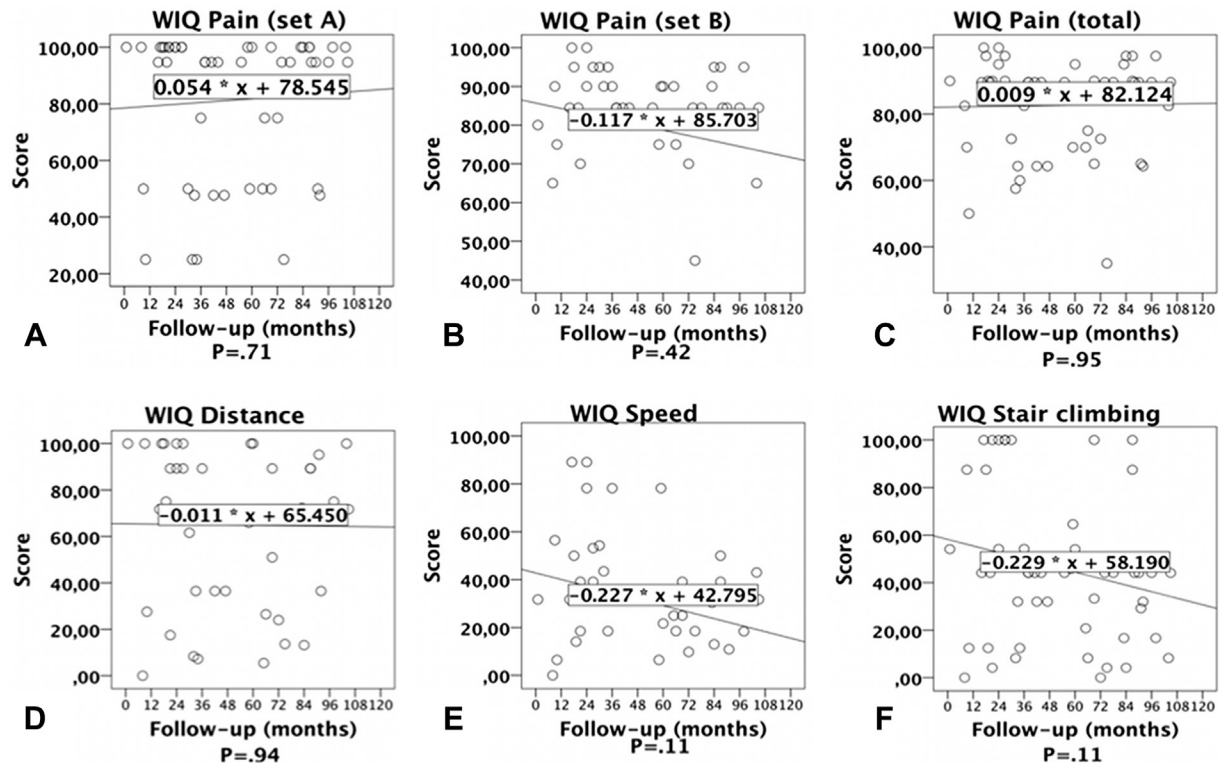 WIQ Pain (set A)
100,00
80,00
60,00
40,00
20,00
Score
0.054 * x + 78.545
0 12 24 36 48 60 72 84 96 108 120
Follow-up (months)
A
P=.71
WIQ Pain (set B)
100,00
90,00
80,00
70,00
60,00
50,00
40,00
Score
-0.117 * x + 85.703
0 12 24 36 48 60 72 84 96 108 120
Follow-up (months)
B
P=.42
WIQ Pain (total)
100,00
80,00
60,00
40,00
Score
0.009 * x + 82.124
0 12 24 36 48 60 72 84 96 108 120
Follow-up (months)
C
P=.95
WIQ Distance
100,00
80,00
60,00
40,00
20,00
,00
Score
-0.011 * x + 65.450
0 12 24 36 48 60 72 84 96 108 120
Follow-up (months)
D
P=.94
WIQ Speed
100,00
80,00
60,00
40,00
20,00
,00
Score
-0.227 * x + 42.795
0 12 24 36 48 60 72 84 96 108 120
Follow-up (months)
E
P=.11
WIQ Stair climbing
100,00
80,00
60,00
40,00
20,00
,00
Score
-0.229 * x + 58.190
0 12 24 36 48 60 72 84 96 108 120
Follow-up (months)
F
P=.11